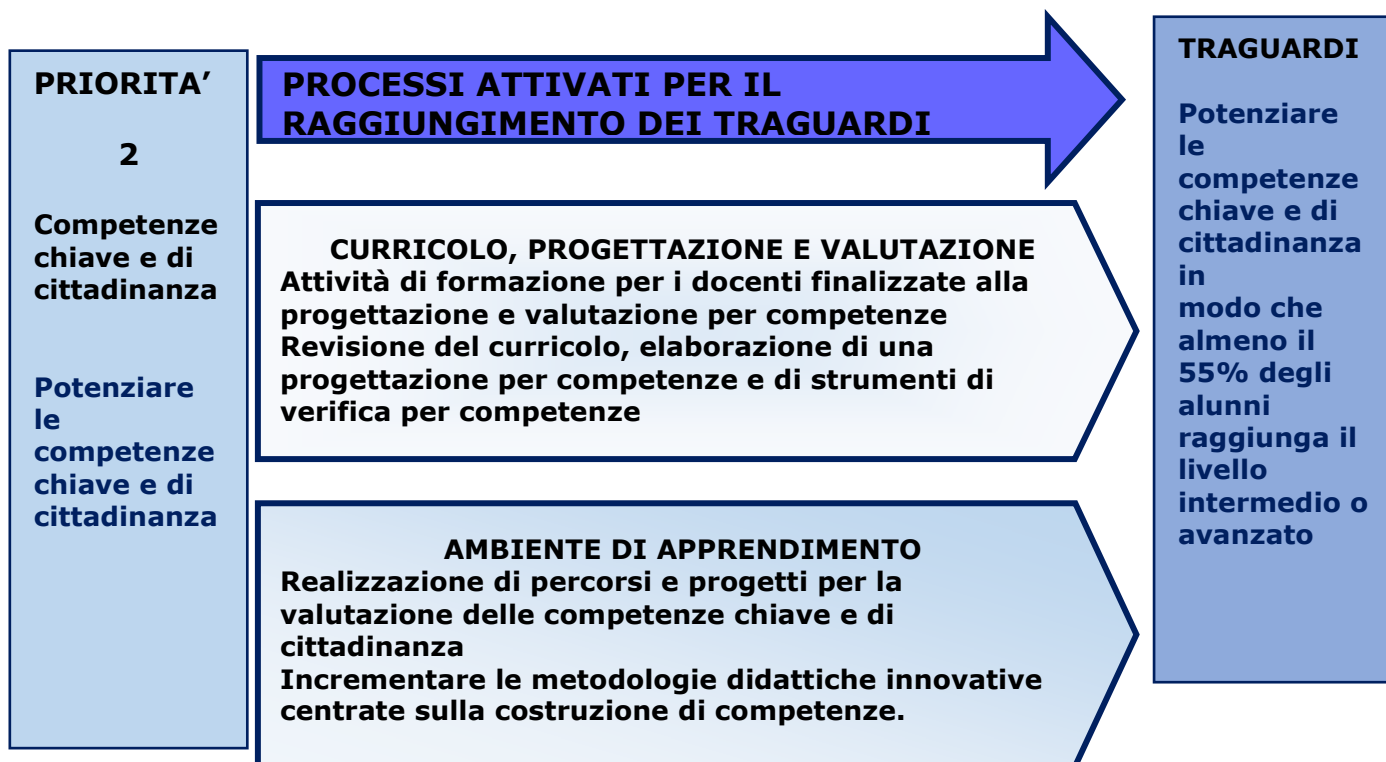 PRIORITA’
2
Competenze
chiave e di
cittadinanza
Potenziare
le
competenze
chiave e di
cittadinanza
PROCESSI ATTIVATI PER IL
RAGGIUNGIMENTO DEI TRAGUARDI
CURRICOLO, PROGETTAZIONE E VALUTAZIONE
Attività di formazione per i docenti finalizzate alla
progettazione e valutazione per competenze
Revisione del curricolo, elaborazione di una
progettazione per competenze e di strumenti di
verifica per competenze
AMBIENTE DI APPRENDIMENTO
Realizzazione di percorsi e progetti per la
valutazione delle competenze chiave e di
cittadinanza
Incrementare le metodologie didattiche innovative
centrate sulla costruzione di competenze.
TRAGUARDI
Potenziare
le
competenze
chiave e di
cittadinanza
in
modo che
almeno il
55% degli
alunni
raggiunga il
livello
intermedio o
avanzato